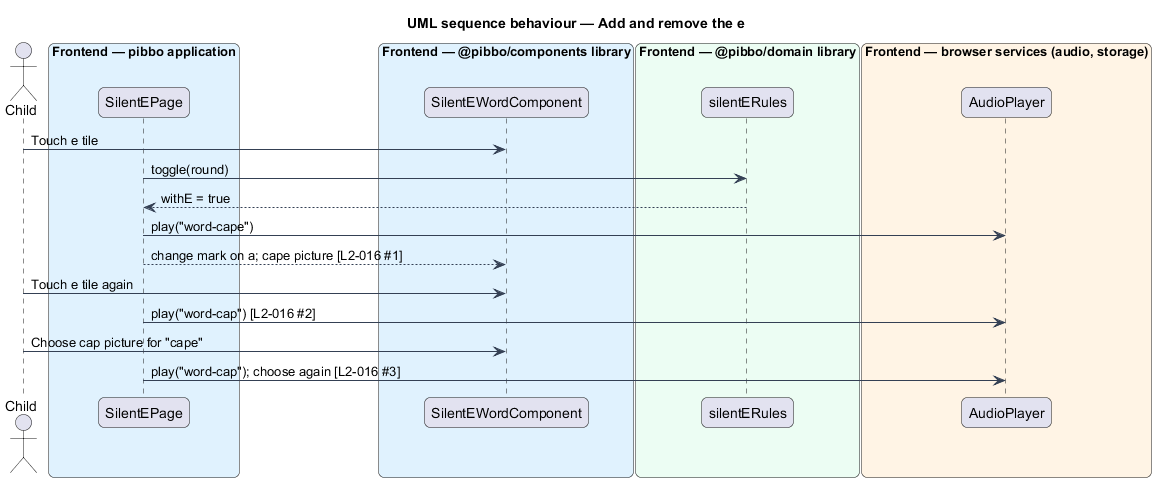 UML sequence behaviour — Add and remove the e
Frontend — pibbo application
Frontend — @pibbo/components library
Frontend — @pibbo/domain library
Frontend — browser services (audio, storage)
Child
SilentEPage
SilentEWordComponent
silentERules
AudioPlayer
Touch e tile
toggle(round)
withE = true
play("word-cape")
change mark on a; cape picture [L2-016 #1]
Touch e tile again
play("word-cap") [L2-016 #2]
Choose cap picture for "cape"
play("word-cap"); choose again [L2-016 #3]
Child
SilentEPage
SilentEWordComponent
silentERules
AudioPlayer